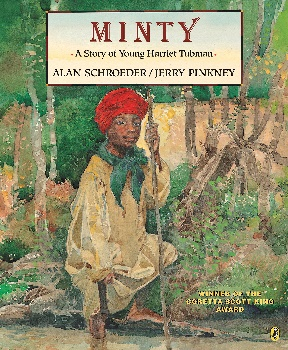 MINTY
· A Story of Young Harriet Tubman ·
ALAN SCHROEDER / JERRY PINKNEY
WINNER OF THE
CORETTA SCOTT KING
AWARD